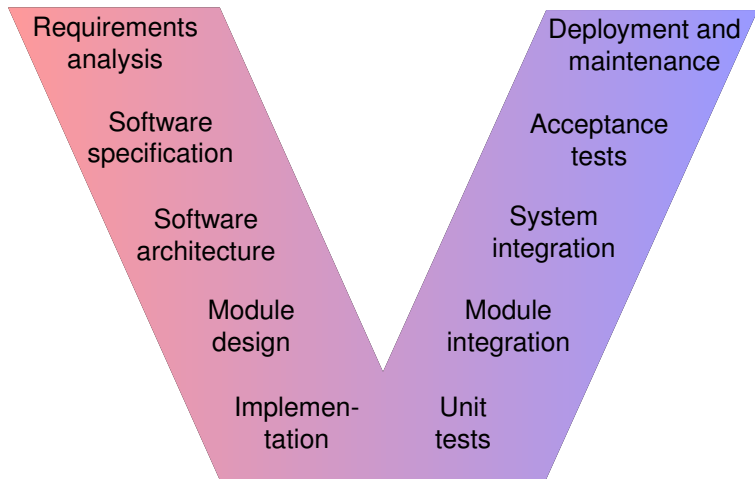 Requirements
analysis
Software
specification
Software
architecture
Module
design
Implemen-
tation
Unit
tests
Module
integration
System
integration
Acceptance
tests
Deployment and
maintenance